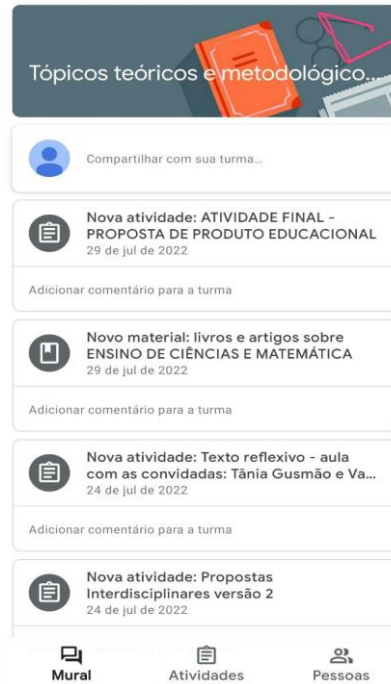 Tópicos teóricos e metodológico...
Compartilhar com sua turma...
Nova atividade: ATIVIDADE FINAL -
PROPOSTA DE PRODUTO EDUCACIONAL
29 de jul de 2022
Adicionar comentário para a turma
Novo material: livros e artigos sobre
ENSINO DE CIÊNCIAS E MATEMÁTICA
29 de jul de 2022
Adicionar comentário para a turma
Nova atividade: Texto reflexivo - aula
com as convidadas: Tânia Gusmão e Va...
24 de jul de 2022
Adicionar comentário para a turma
Nova atividade: Propostas
Interdisciplinares versão 2
24 de jul de 2022
Mural Atividades Pessoas